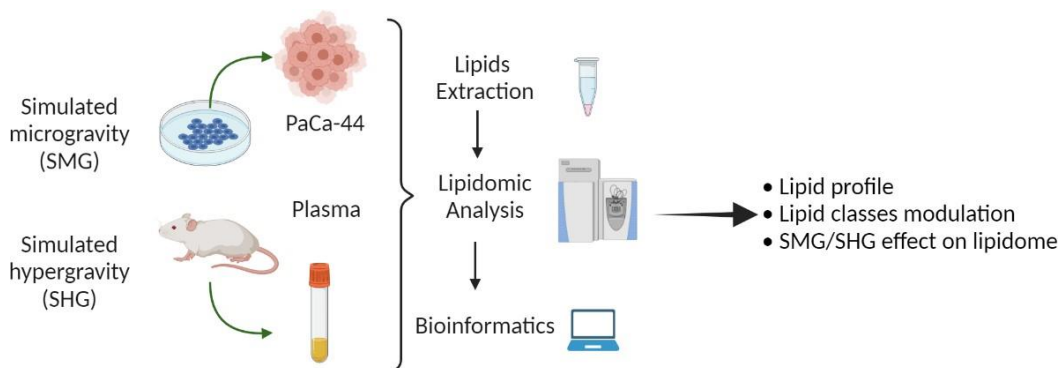 Simulated
microgravity
(SMG)
PaCa-44
Simulated
hypergravity
(SHG)
Plasma
Lipids
Extraction
Lipidomic
Analysis
Bioinformatics
• Lipid profile
• Lipid classes modulation
• SMG/SHG effect on lipidome